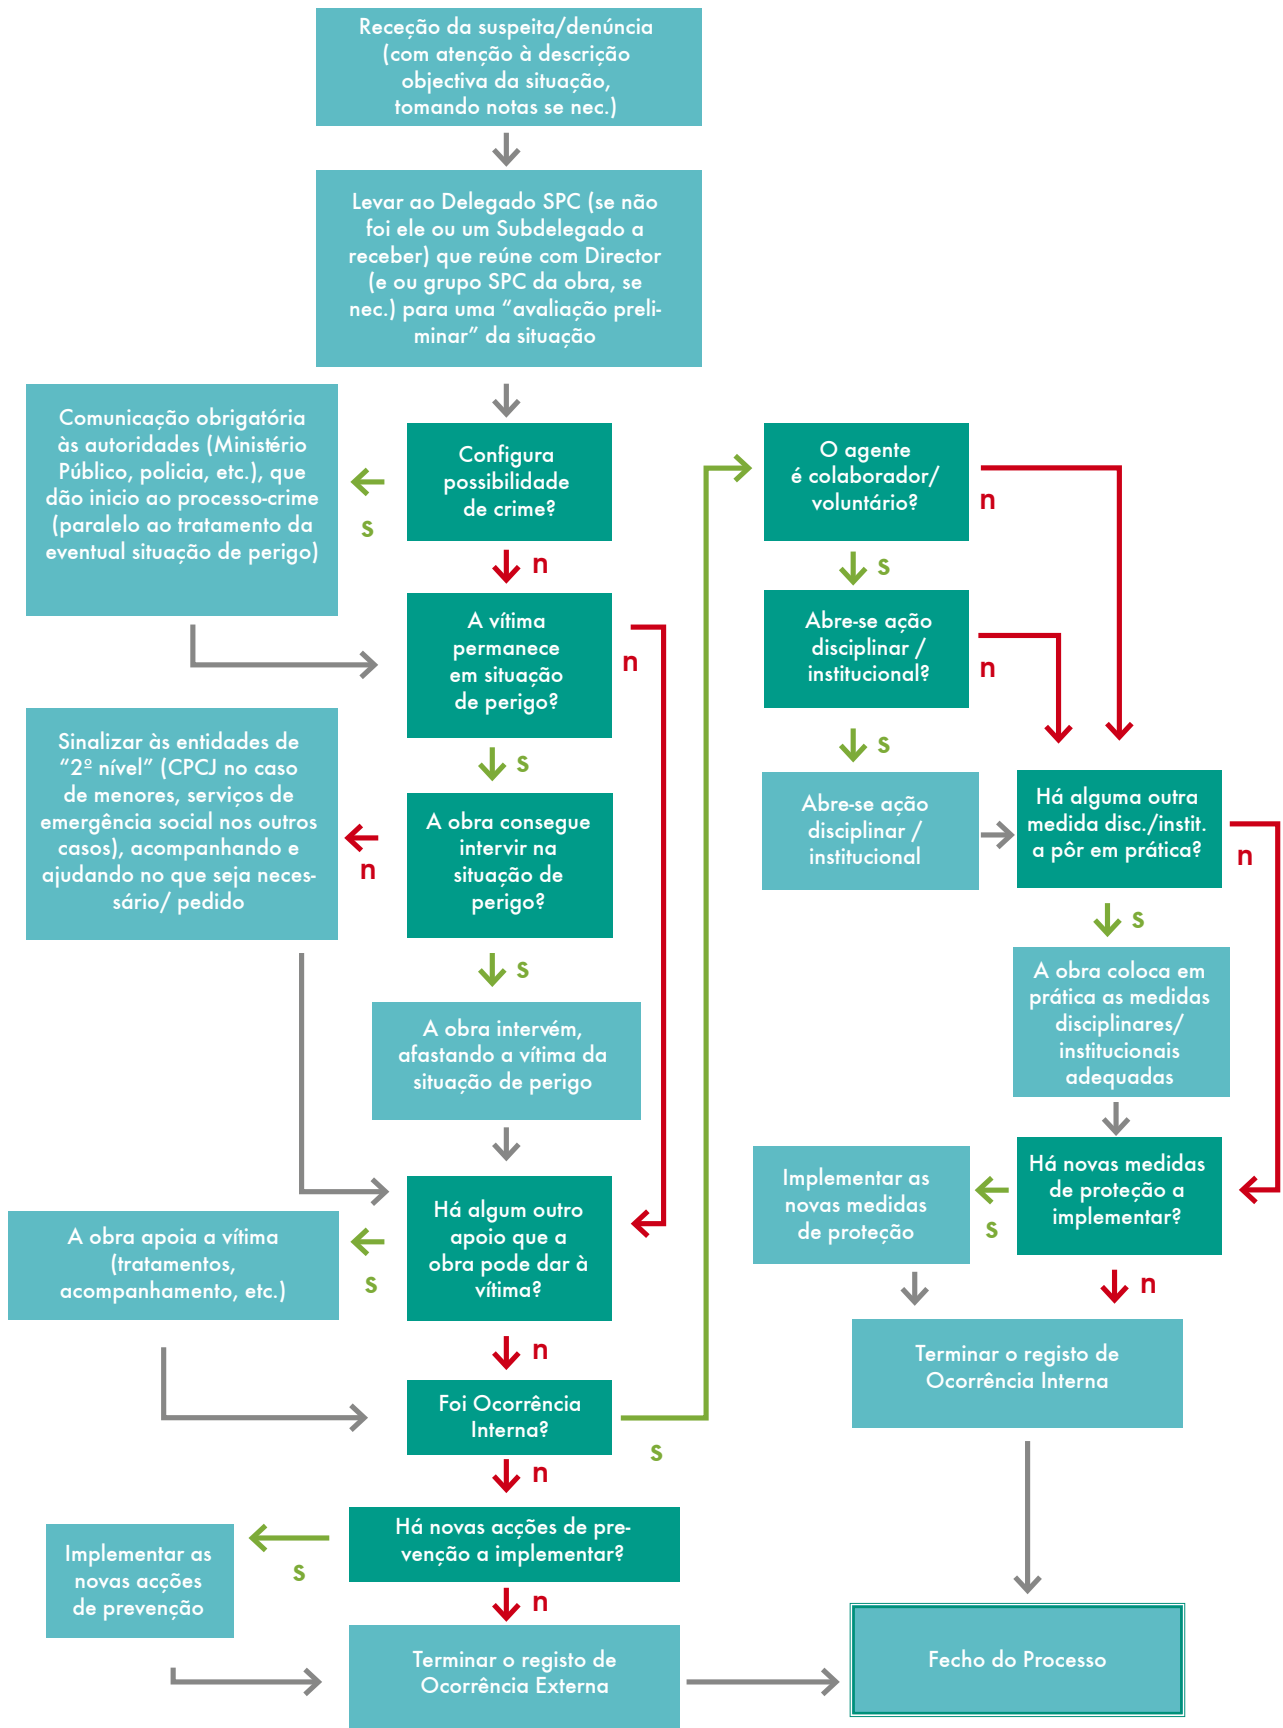 Receção da suspeita/denúncia
(com atenção à descrição
objectiva da situação,
tomando notas se nec.)
Levar ao Delegado SPC (se não
foi ele ou um Subdelegado a
receber) que reúne com Director
(e ou grupo SPC da obra, se
nec.) para uma “avaliação preli-
minar” da situação
Comunicação obrigatória
às autoridades (Ministério
Público, policia, etc.), que
dão inicio ao processo-crime
(paralelo ao tratamento da
eventual situação de perigo)
s
Configura
possibilidade
de crime?
n
A vítima
permanece
em situação
de perigo?
n
s
Sinalizar às entidades de
“2º nível” (CPCJ no caso
de menores, serviços de
emergência social nos outros
casos), acompanhando e
ajudando no que seja neces-
sário/ pedido
n
A obra consegue
intervir na
situação de
perigo?
s
A obra intervém,
afastando a vítima da
situação de perigo
Há algum outro
apoio que a
obra pode dar à
vítima?
s
A obra apoia a vítima
(tratamentos,
acompanhamento, etc.)
n
Foi Ocorrência
Interna?
s
n
Há novas acções de pre-
venção a implementar?
s
Implementar as
novas acções
de prevenção
n
Terminar o registo de
Ocorrência Externa
O agente
é colaborador/
voluntário?
n
s
Abre-se ação
disciplinar /
institucional?
n
s
Abre-se ação
disciplinar /
institucional
Há alguma outra
medida disc./instit.
a pôr em prática?
n
s
A obra coloca em
prática as medidas
disciplinares/
institucionais
adequadas
Há novas medidas
de proteção a
implementar?
s
Implementar as
novas medidas
de proteção
n
Terminar o registo de
Ocorrência Interna
Fecho do Processo